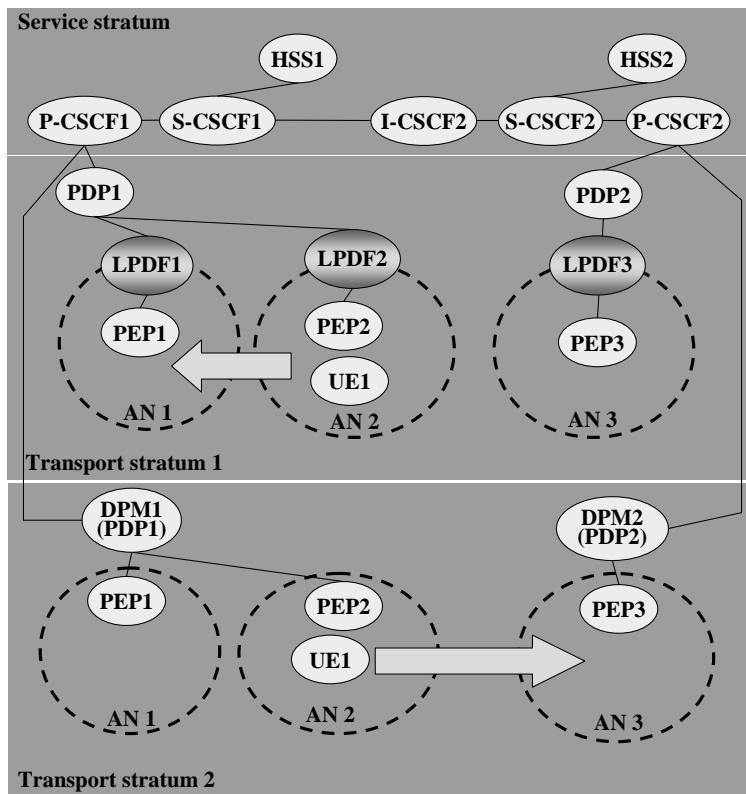 Service stratum
HSS1
HSS2
P-CSCF1
S-CSCF1
I-CSCF2
S-CSCF2
P-CSCF2
PDP1
PDP2
LPDF1
LPDF2
LPDF3
PEP1
PEP2
PEP3
UE1
AN 1
AN 2
AN 3
Transport stratum 1
DPM1
(PDP1)
DPM2
(PDP2)
PEP1
PEP2
PEP3
UE1
AN 1
AN 2
AN 3
Transport stratum 2